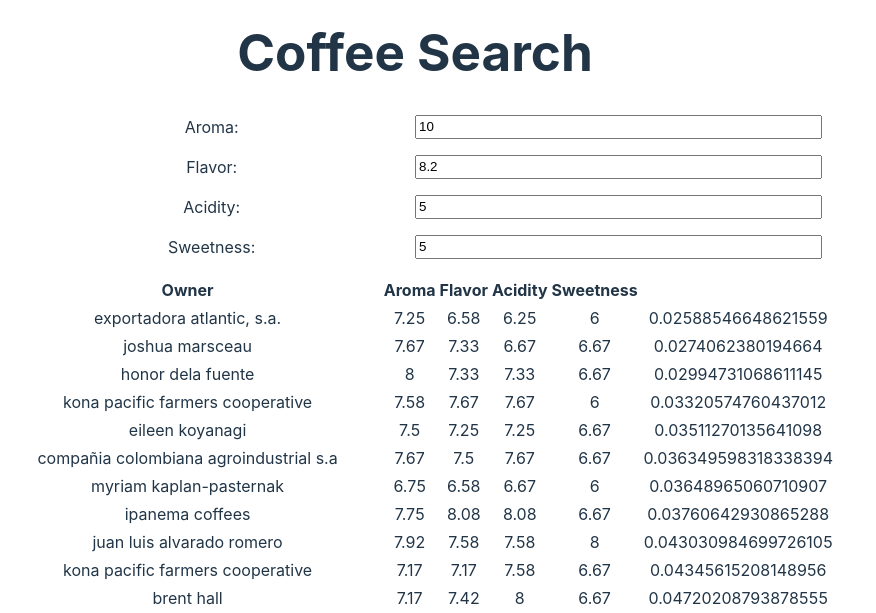 Coffee Search
Aroma: 10
Flavor: 8.2
Acidity: 5
Sweetness: 5
Owner Aroma Flavor Acidity Sweetness
exportadora atlantic, s.a. 7.25 6.58 6.25 6 0.02588546648621559
joshua marsceau 7.67 7.33 6.67 6.67 0.0274062380194664
honor dela fuente 8 7.33 7.33 6.67 0.02994731068611145
kona pacific farmers cooperative 7.58 7.67 7.67 6 0.03320574760437012
eileen koyanagi 7.5 7.25 7.25 6.67 0.03511270135641098
compañia colombiana agroindustrial s.a 7.67 7.5 7.67 6.67 0.036349598318338394
myriam kaplan-pasternak 6.75 6.58 6.67 6 0.03648965060710907
ipanema coffees 7.75 8.08 8.08 6.67 0.03760642930865288
juan luis alvarado romero 7.92 7.58 7.58 8 0.043030984699726105
kona pacific farmers cooperative 7.17 7.17 7.58 6.67 0.04345615208148956
brent hall 7.17 7.42 8 6.67 0.04720208793878555